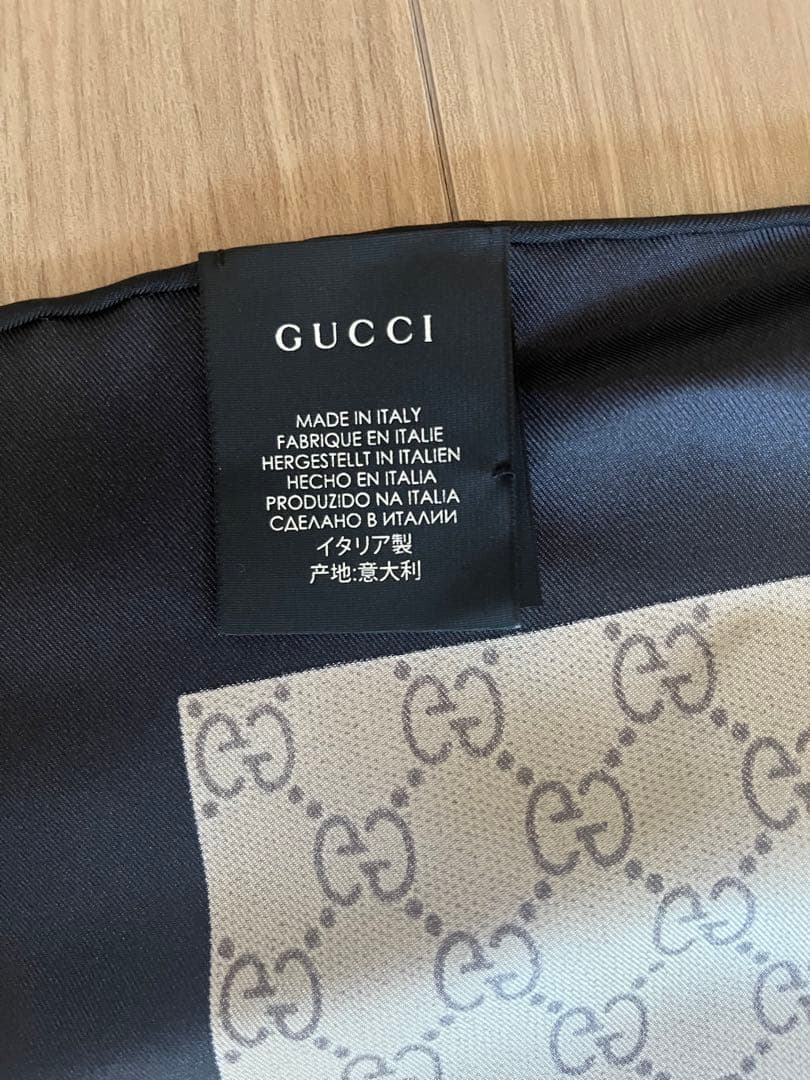 GUCCI
MADE IN ITALY
FABRIQUE EN ITALIE
HERGESTELLT IN ITALIEN
HECHO EN ITALIA
PRODUZIDO NA ITALIA
СДЕЛАНО В ИТАЛИИ
イタリア製
产地:意大利